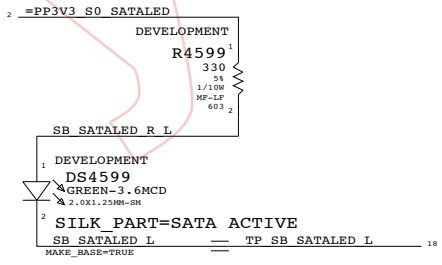 2 =PP3V3_S0_SATALED
DEVELOPMENT
R4599 1
330
5%
1/10W
MF-LF
603 2
SB_SATALED_R_L
1 DEVELOPMENT
DS4599
GREEN-3.6MCD
2.0X1.25MM-SM
2 SILK_PART=SATA ACTIVE
SB_SATALED_L TP_SB_SATALED_L 18
MAKE_BASE=TRUE